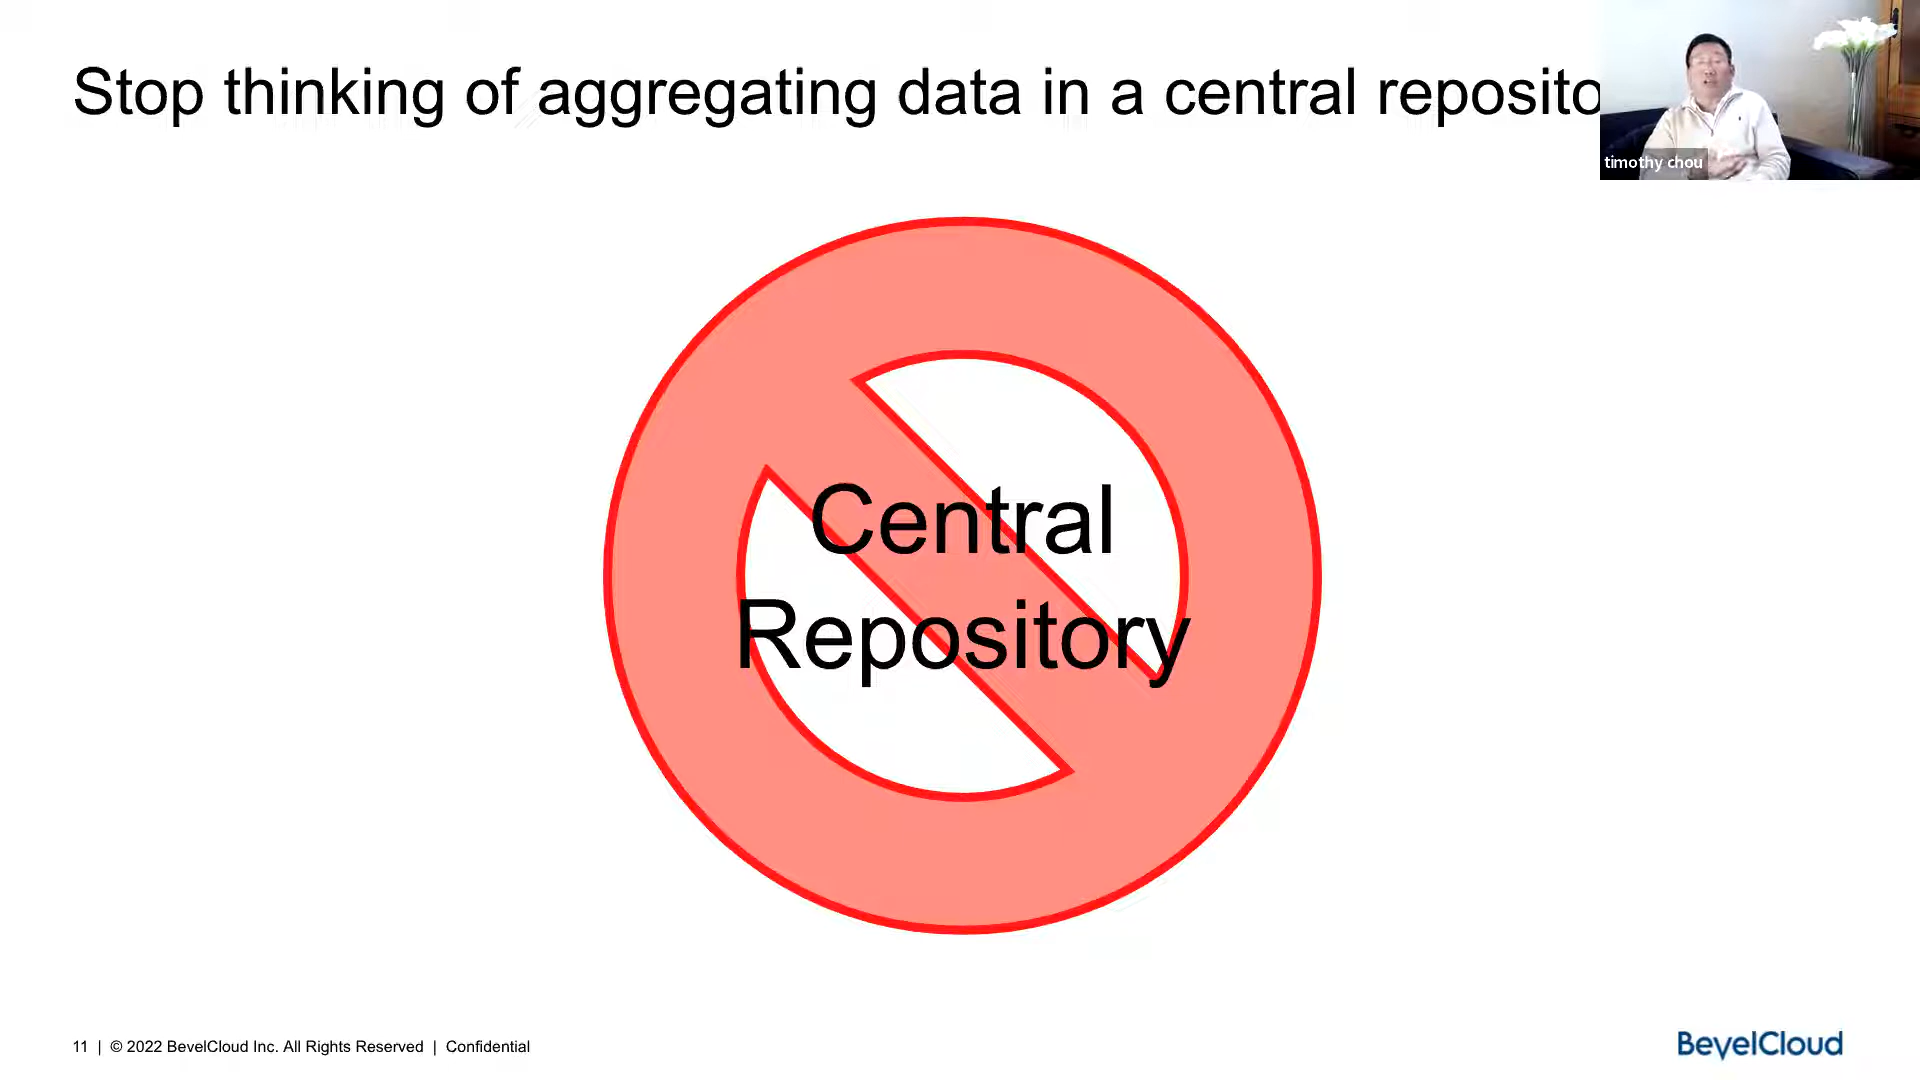 Stop thinking of aggregating data in a central reposito
timothy chou
Central
Repository
11 | © 2022 BevelCloud Inc. All Rights Reserved | Confidential
BevelCloud